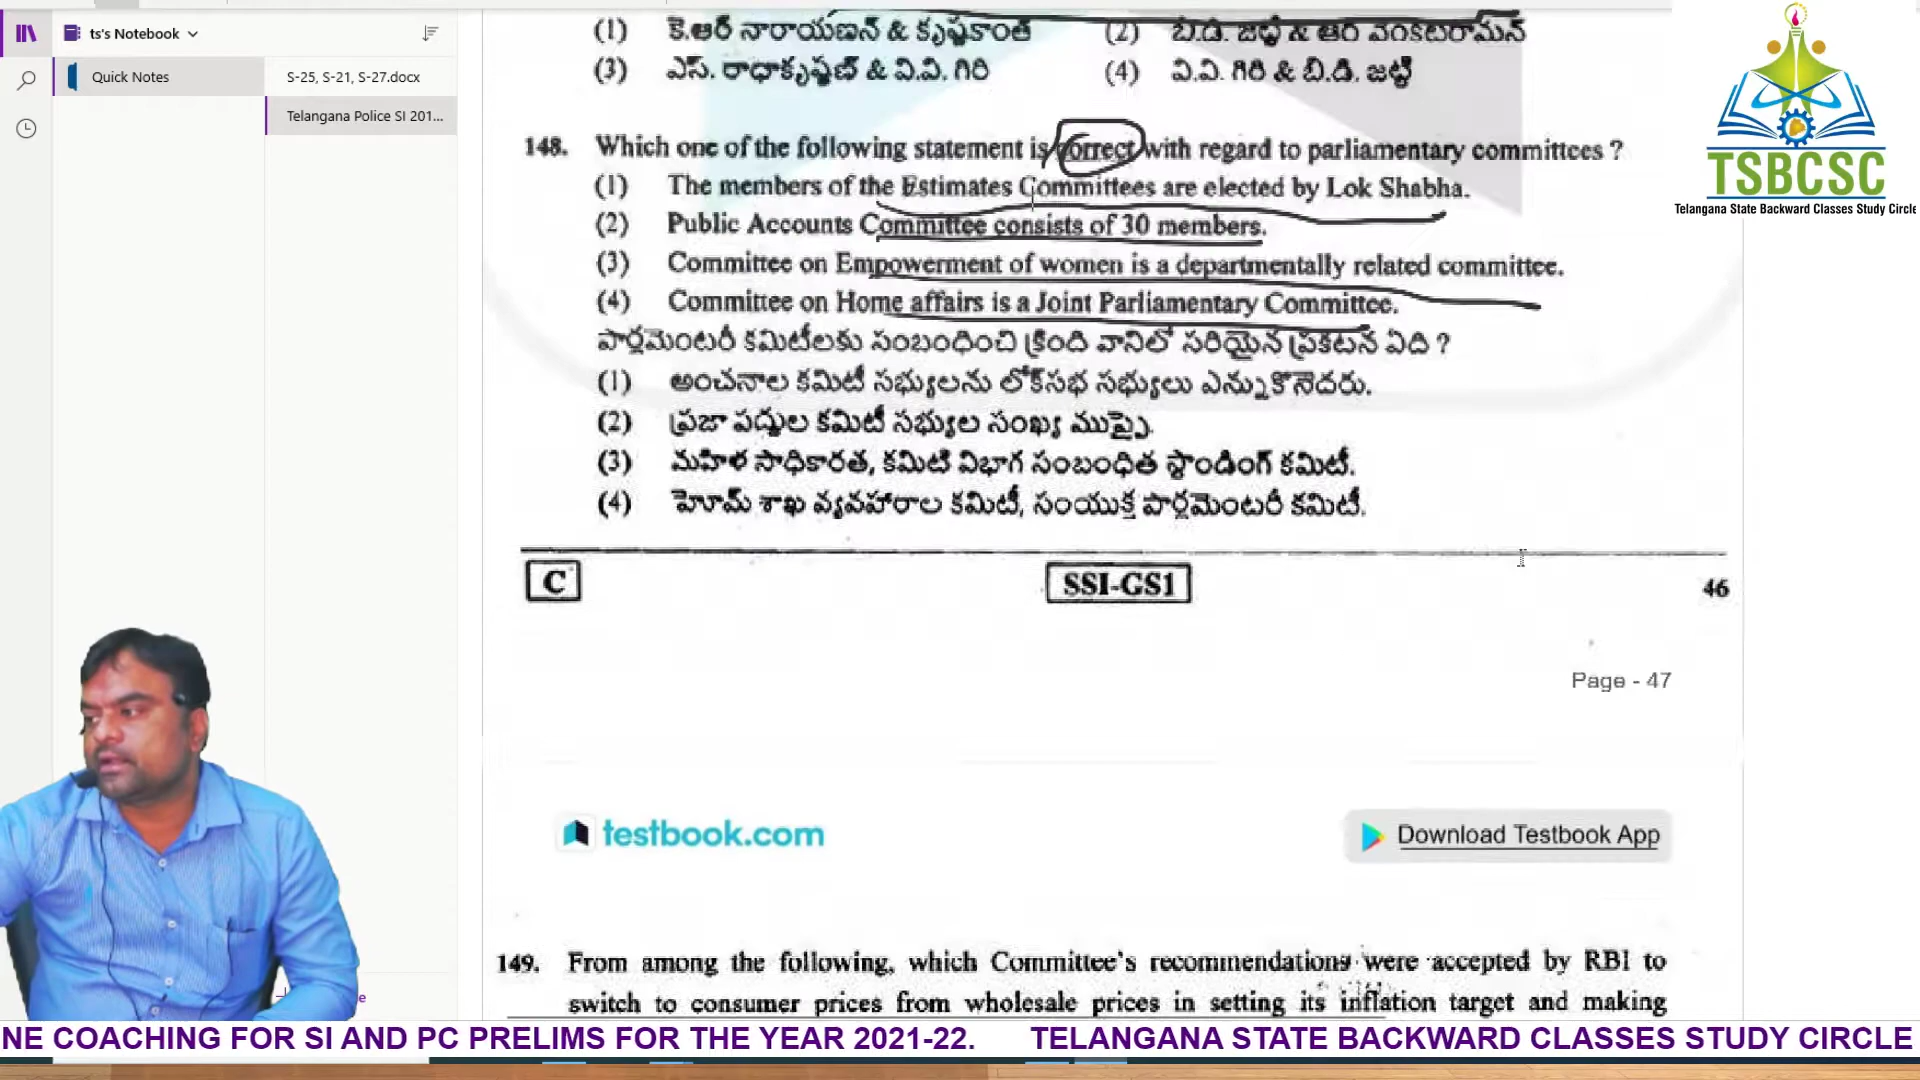 ts's Notebook
Quick Notes
S-25, S-21, S-27.docx
Telangana Police SI 201...
(1) కె.ఆర్ నారాయణన్ & కృష్ణకాంత్ (2) బి.డి. జట్టి & ఆర్ వెంకటరామన్
(3) ఎస్. రాధాకృష్ణణ్ & వి.వి. గిరి (4) వి.వి. గిరి & బి.డి. జట్టి
148. Which one of the following statement is correct with regard to parliamentary committees ?
(1) The members of the Estimates Committees are elected by Lok Shabha.
(2) Public Accounts Committee consists of 30 members.
(3) Committee on Empowerment of women is a departmentally related committee.
(4) Committee on Home affairs is a Joint Parliamentary Committee.
పార్లమెంటరీ కమిటీలకు సంబంధించి క్రింది వానిలో సరియైన ప్రకటన ఏది ?
(1) అంచనాల కమిటీ సభ్యులను లోక్‌సభ సభ్యులు ఎన్నుకొనెదరు.
(2) ప్రజా పద్దుల కమిటీ సభ్యుల సంఖ్య ముప్పై.
(3) మహిళ సాధికారత, కమిటి విభాగ సంబంధిత స్టాండింగ్ కమిటీ.
(4) హెూమ్ శాఖ వ్యవహారాల కమిటీ, సంయుక్త పార్లమెంటరీ కమిటీ.
C SSI-GS1 46
Page - 47
testbook.com Download Testbook App
149. From among the following, which Committee's recommendations were accepted by RBI to
switch to consumer prices from wholesale prices in setting its inflation target and making
TSBCSC
Telangana State Backward Classes Study Circle
NE COACHING FOR SI AND PC PRELIMS FOR THE YEAR 2021-22. TELANGANA STATE BACKWARD CLASSES STUDY CIRCLE